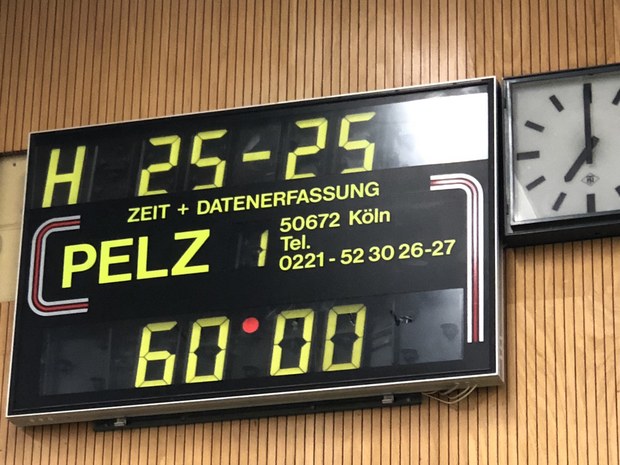 H 25-25
ZEIT + DATENERFASSUNG
PELZ 1
50672 Köln
Tel.
0221-52 30 26-27
60:00